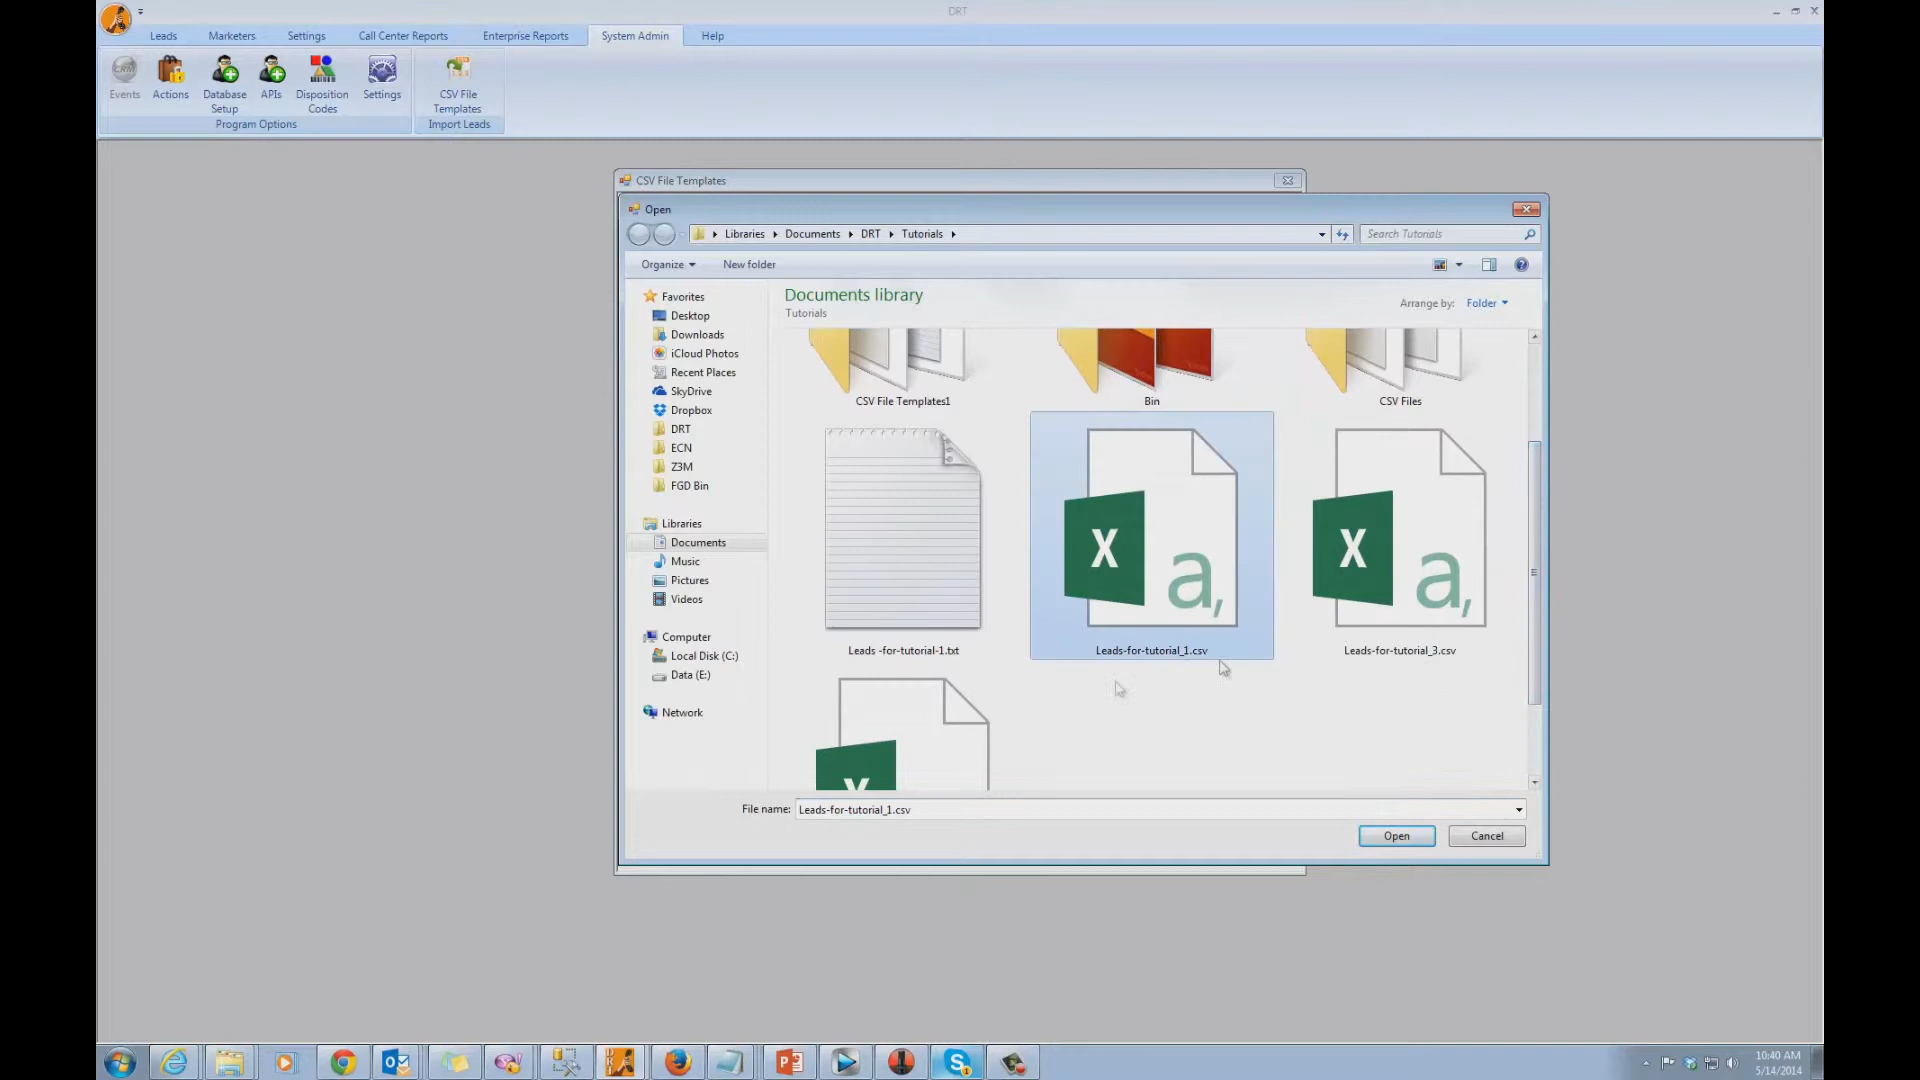 DRT
Leads Marketers Settings Call Center Reports Enterprise Reports System Admin Help
Events Actions Database Setup APIs Disposition Codes Settings CSV File Templates
Program Options Import Leads
CSV File Templates
Open
Libraries Documents DRT Tutorials Search Tutorials
Organize New folder
Documents library
Tutorials
Arrange by: Folder
Favorites
Desktop
Downloads
iCloud Photos
Recent Places
SkyDrive
Dropbox
DRT
ECN
Z3M
FGD Bin
Libraries
Documents
Music
Pictures
Videos
Computer
Local Disk (C:)
Data (E:)
Network
CSV File Templates1 Bin CSV Files
X a, X a,
Leads -for-tutorial-1.txt Leads-for-tutorial_1.csv Leads-for-tutorial_3.csv
X
File name: Leads-for-tutorial_1.csv
Open Cancel
10:40 AM
5/14/2014